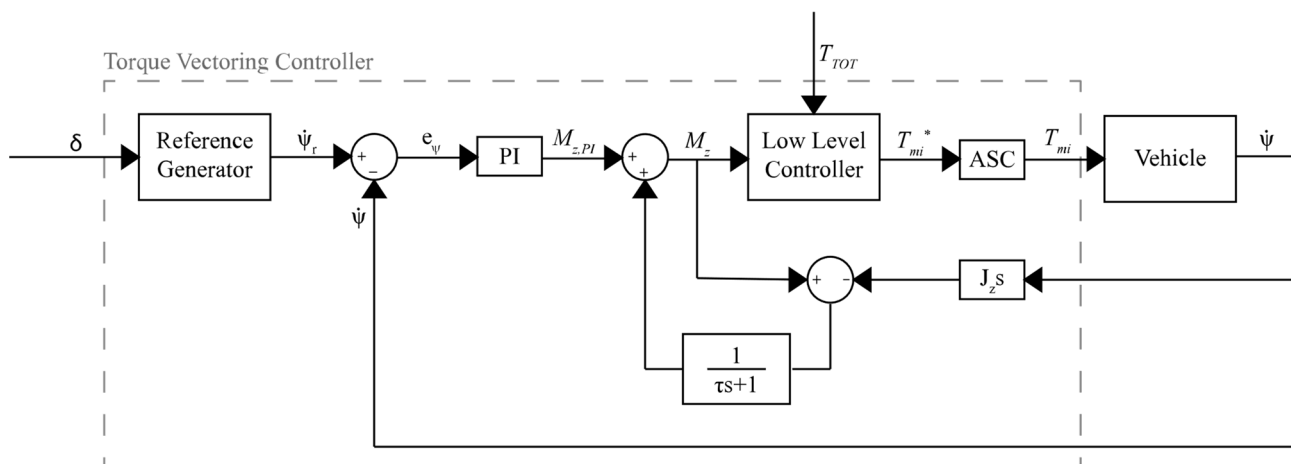 Torque Vectoring Controller
T_TOT
δ
Reference
Generator
ψ̇_r
+
−
ψ̇
e_ψ
PI
M_z,PI
+
+
M_z
Low Level
Controller
T_mi*
ASC
T_mi
Vehicle
ψ̇
+
−
J_z s
1
τs+1